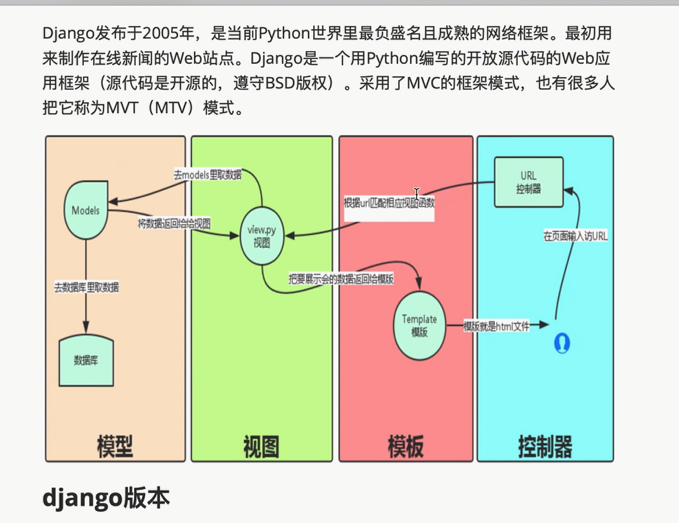 Django发布于2005年，是当前Python世界里最负盛名且成熟的网络框架。最初用
来制作在线新闻的Web站点。Django是一个用Python编写的开放源代码的Web应
用框架（源代码是开源的，遵守BSD版权）。采用了MVC的框架模式，也有很多人
把它称为MVT（MTV）模式。
去models里取数据
URL
控制器
根据url匹配相应视图函数
Models
将数据返回给给视图
view.py
视图
在页面输入访URL
把要展示会的数据返回给模版
去数据库里取数据
Template
模版
模版就是html文件
数据库
模型
视图
模板
控制器
django版本